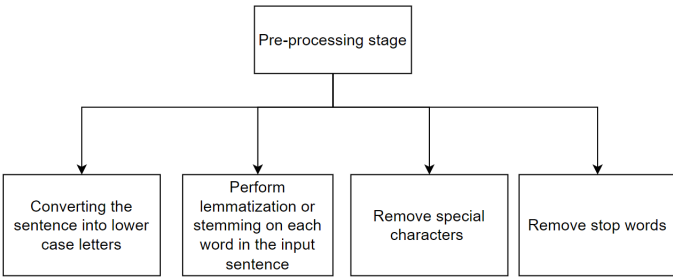 Pre-processing stage
Converting the
sentence into lower
case letters
Perform
lemmatization or
stemming on each
word in the input
sentence
Remove special
characters
Remove stop words